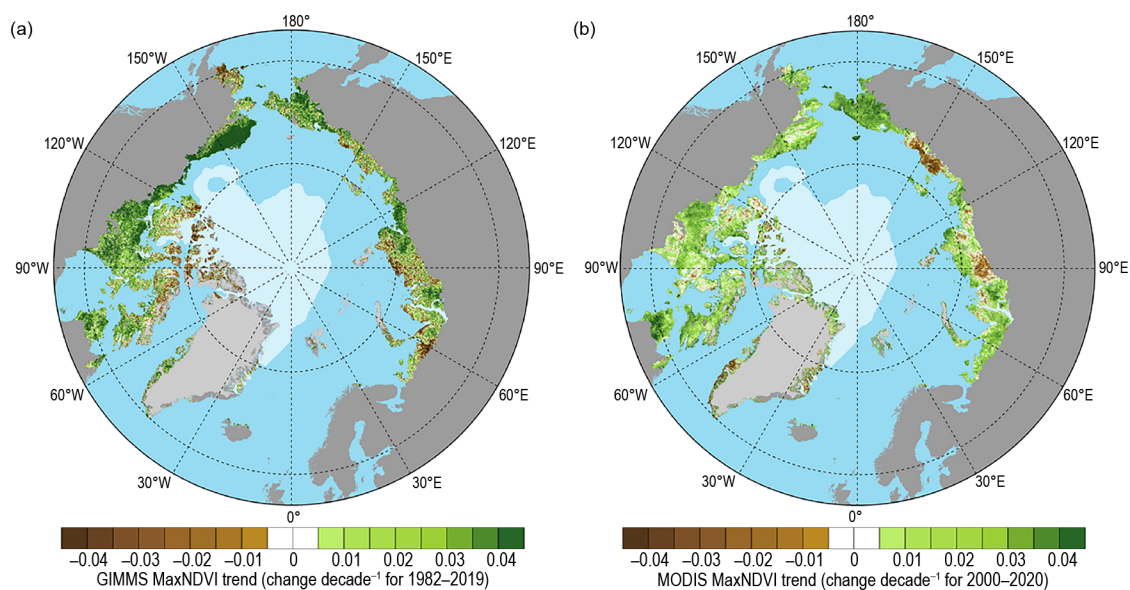 (a)
180°
150°W
150°E
120°W
120°E
90°W
90°E
60°W
60°E
30°W
30°E
0°
–0.04 –0.03 –0.02 –0.01 0 0.01 0.02 0.03 0.04
GIMMS MaxNDVI trend (change decade⁻¹ for 1982–2019)
(b)
180°
150°W
150°E
120°W
120°E
90°W
90°E
60°W
60°E
30°W
30°E
0°
–0.04 –0.03 –0.02 –0.01 0 0.01 0.02 0.03 0.04
MODIS MaxNDVI trend (change decade⁻¹ for 2000–2020)